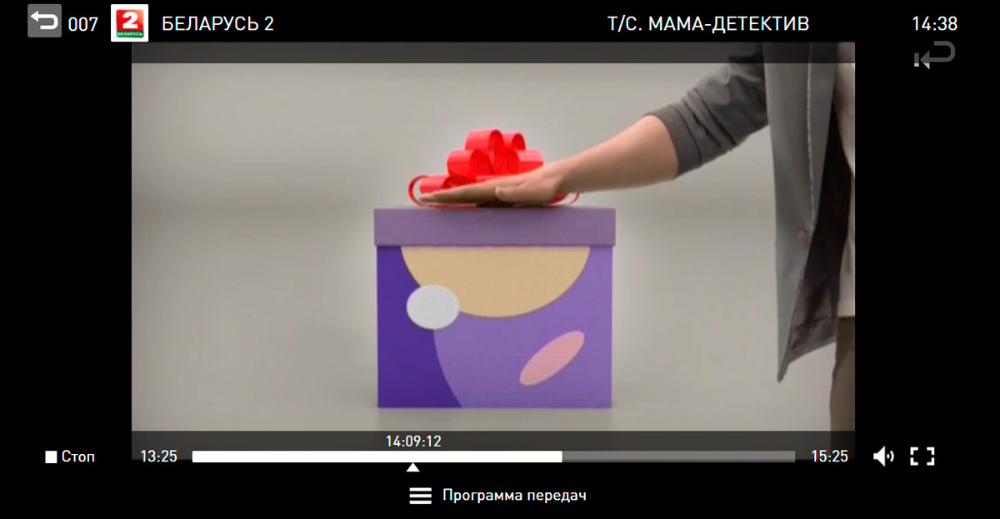 007 2 БЕЛАРУСЬ БЕЛАРУСЬ 2 Т/С. МАМА-ДЕТЕКТИВ 14:38
14:09:12
Стоп 13:25 15:25
Программа передач